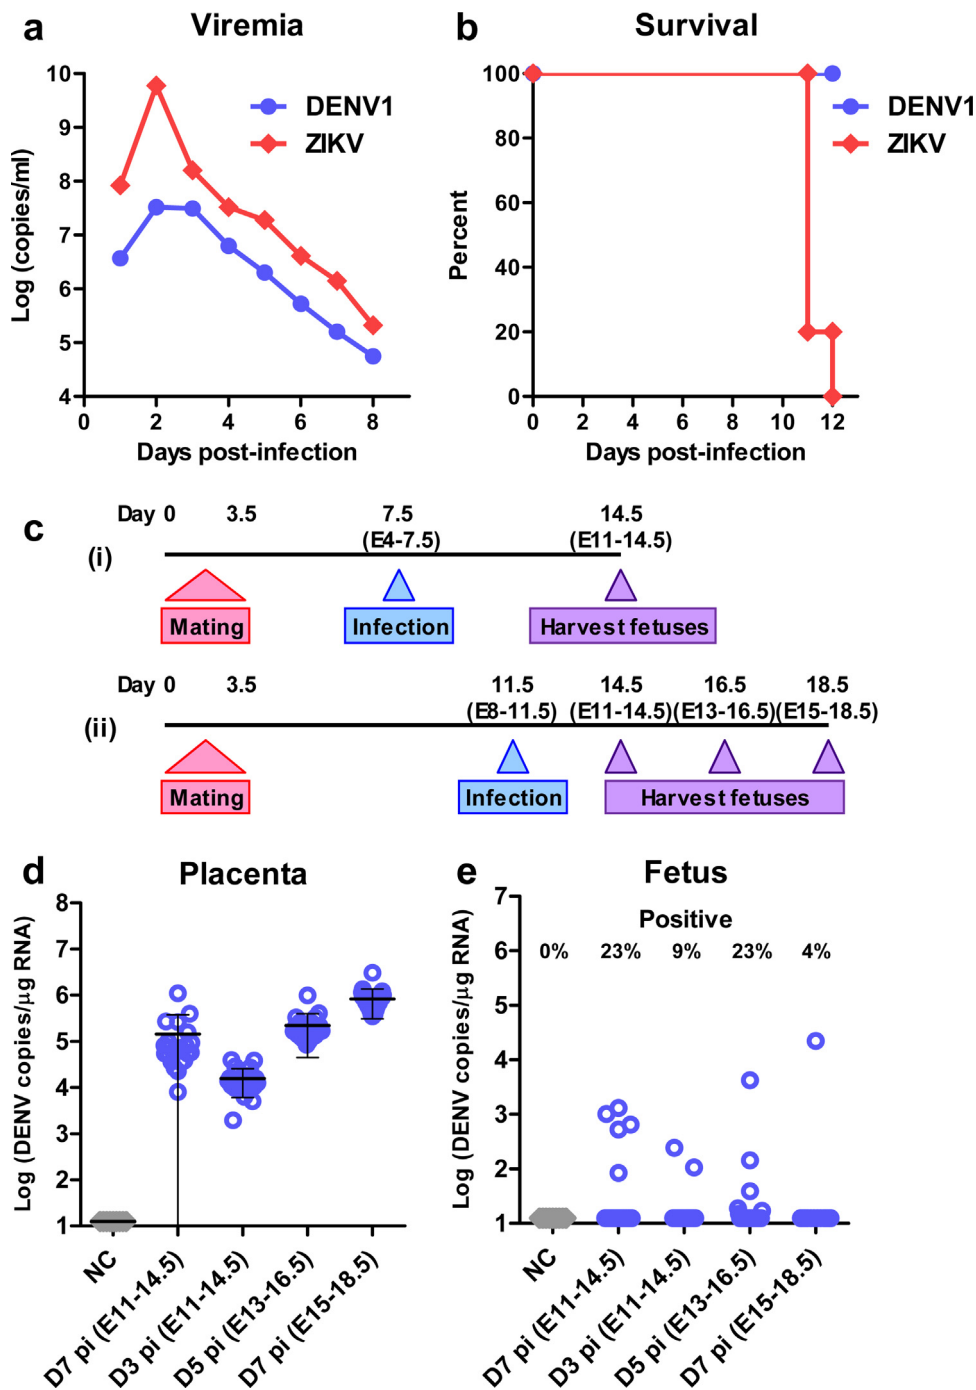 a Viremia
10
9
8
7
6
5
4
Log (copies/ml)
DENV1
ZIKV
0 2 4 6 8
Days post-infection
b Survival
100
80
60
40
20
0
Percent
DENV1
ZIKV
0 2 4 6 8 10 12
Days post-infection
c
(i)
Day 0 3.5 7.5 14.5
(E4-7.5) (E11-14.5)
Mating Infection Harvest fetuses
(ii)
Day 0 3.5 11.5 14.5 16.5 18.5
(E8-11.5) (E11-14.5) (E13-16.5) (E15-18.5)
Mating Infection Harvest fetuses
d Placenta
8
7
6
5
4
3
2
1
Log (DENV copies/µg RNA)
NC
D7 pi (E11-14.5)
D3 pi (E11-14.5)
D5 pi (E13-16.5)
D7 pi (E15-18.5)
e Fetus
Positive
0% 23% 9% 23% 4%
7
6
5
4
3
2
1
Log (DENV copies/µg RNA)
NC
D7 pi (E11-14.5)
D3 pi (E11-14.5)
D5 pi (E13-16.5)
D7 pi (E15-18.5)